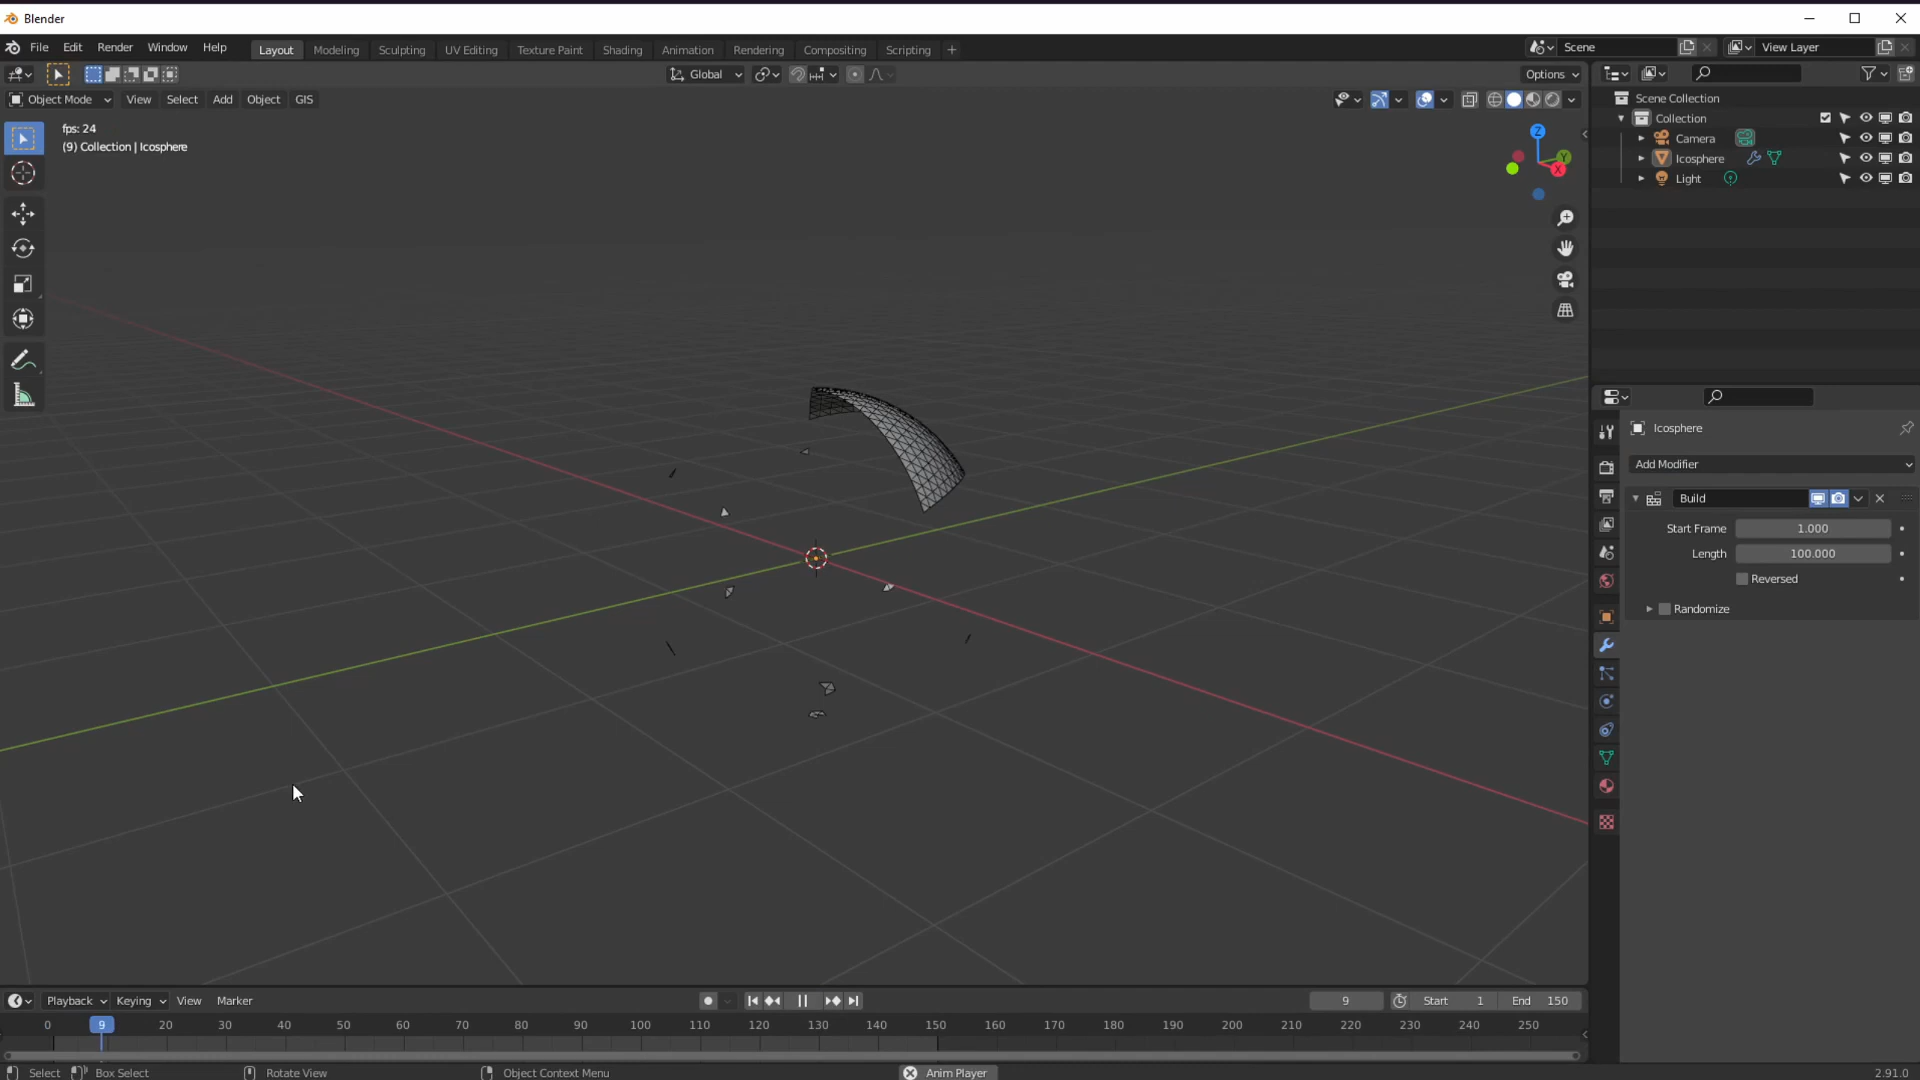 Blender
File Edit Render Window Help Layout Modeling Sculpting UV Editing Texture Paint Shading Animation Rendering Compositing Scripting + Scene View Layer
Global Options
Object Mode View Select Add Object GIS
fps: 24
(9) Collection | Icosphere
Z
Y
X
Scene Collection
Collection
Camera
Icosphere
Light
Icosphere
Add Modifier
Build
Start Frame 1.000
Length 100.000
Reversed
Randomize
Playback Keying View Marker 9 Start 1 End 150
0 9 20 30 40 50 60 70 80 90 100 110 120 130 140 150 160 170 180 190 200 210 220 230 240 250
Select Box Select Rotate View Object Context Menu Anim Player 2.91.0